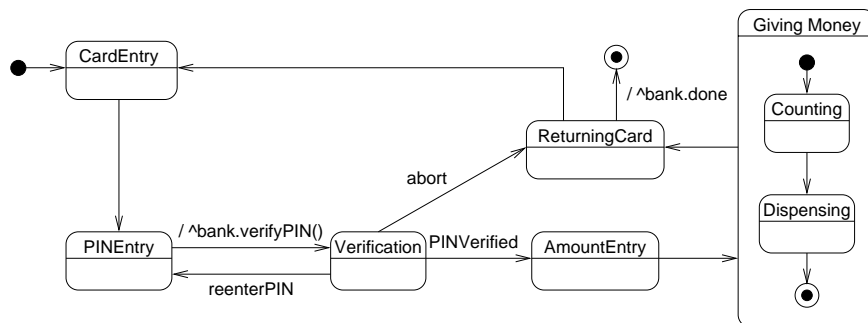 Giving Money
CardEntry
/ ^bank.done
Counting
ReturningCard
abort
Dispensing
/ ^bank.verifyPIN()
PINEntry
Verification
PINVerified
AmountEntry
reenterPIN